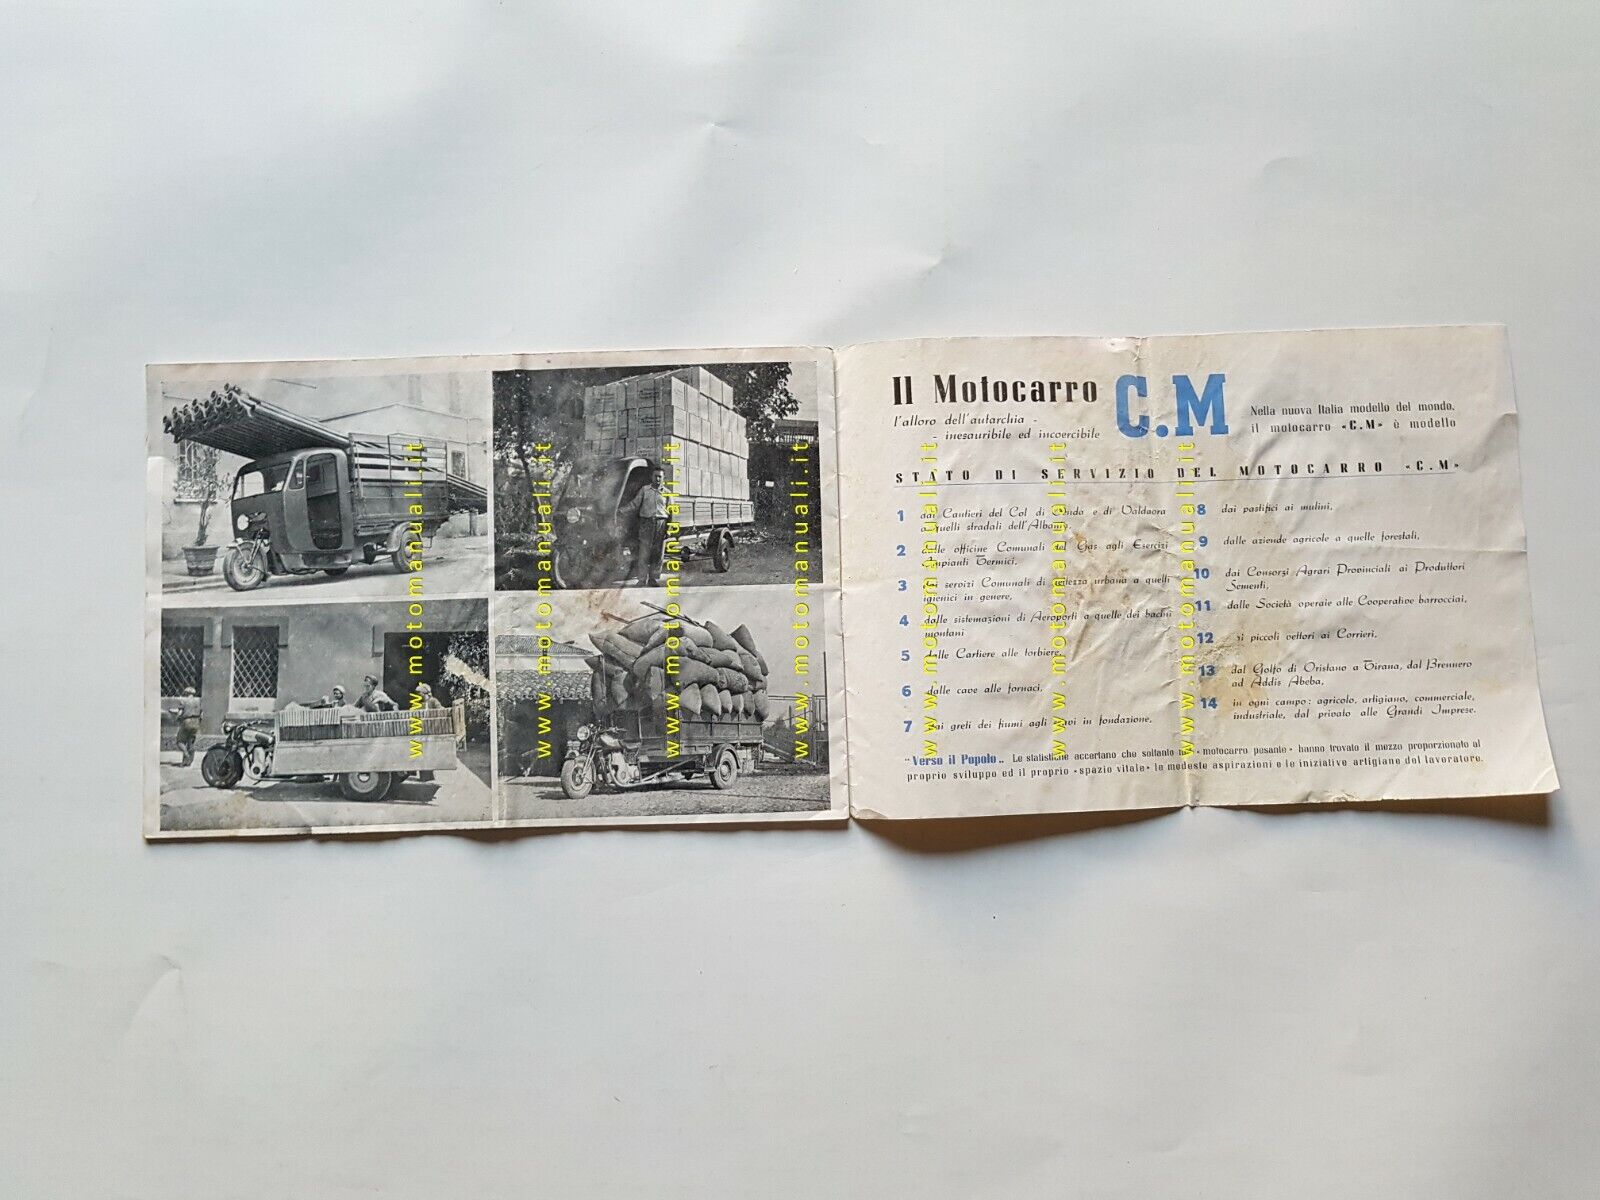 Il Motocarro C.M
l'alloro dell'autarchia -
- inesauribile ed incoercibile
Nella nuova Italia modello del mondo,
il motocarro «C.M» è modello
STATO DI SERVIZIO DEL MOTOCARRO «C.M»
1 dai Cantieri del Col di e di Valdaora
a quelli stradali dell'Albania,
2 dalle officine Comunali del Gas agli Esercizi
Impianti Termici,
3 dai servizi Comunali di urbana a quelli
igienici in genere,
4 dalle sistemazioni di Aeroporti a quelle dei bacini
montani
5 dalle Cartiere alle torbiere,
6 dalle cave alle fornaci,
7 dai greti dei fiumi agli in fondazione,
8 dai pastifici ai mulini,
9 dalle aziende agricole a quelle forestali,
10 dai Consorzi Agrari Provinciali ai Produttori
Sementi,
11 dalle Società operaie alle Cooperative barrocciai,
12 piccoli vettori ai Corrieri,
13 dal Golfo di Oristano a Tirana, dal Brennero
ad Addis Abeba,
14 in ogni campo: agricolo, artigiano, commerciale,
industriale, dal privato alle Grandi Imprese.
"Verso il Popolo„ Le statistiche accertano che soltanto «motocarro pesante» hanno trovato il mezzo proporzionato al
proprio sviluppo ed il proprio «spazio vitale» le modeste aspirazioni e le iniziative artigiane del lavoratore.
www.motomanuali.it
www.motomanuali.it
www.motomanuali.it
www.motomanuali.it
www.motomanuali.it
www.motomanuali.it
www.motomanuali.it